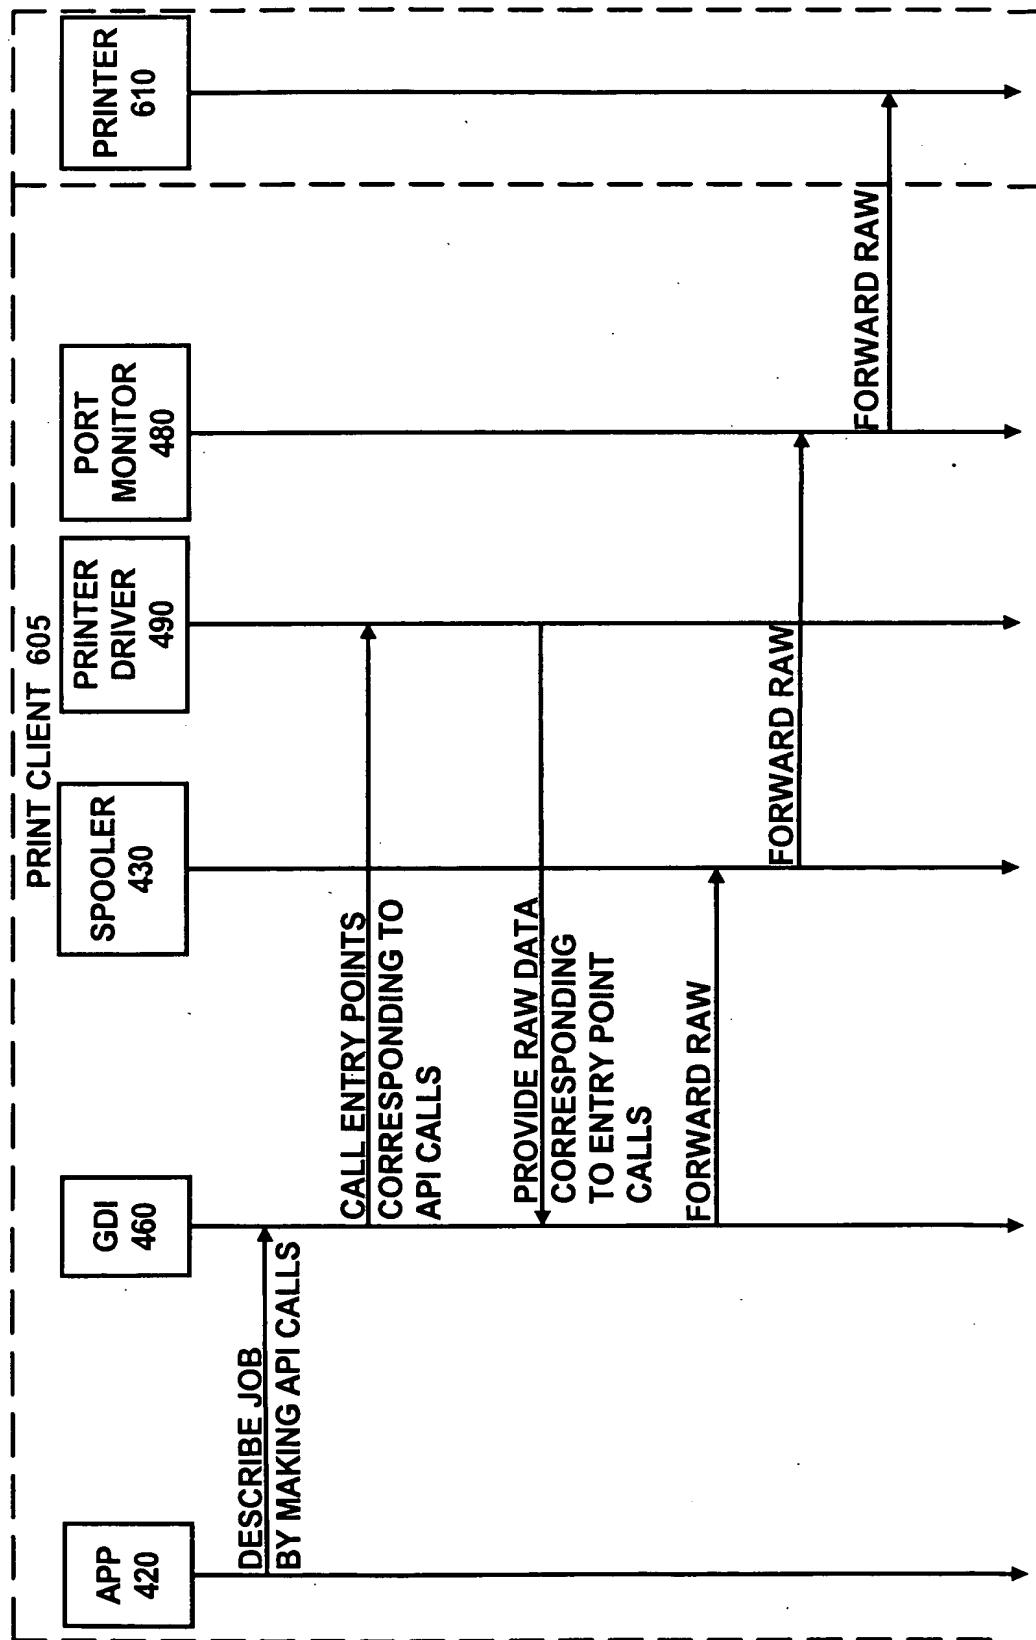 PRINT CLIENT 605
APP
420
GDI
460
SPOOLER
430
PRINTER
DRIVER
490
PORT
MONITOR
480
PRINTER
610
DESCRIBE JOB
BY MAKING API CALLS
CALL ENTRY POINTS
CORRESPONDING TO
API CALLS
PROVIDE RAW DATA
CORRESPONDING
TO ENTRY POINT
CALLS
FORWARD RAW
FORWARD RAW
FORWARD RAW